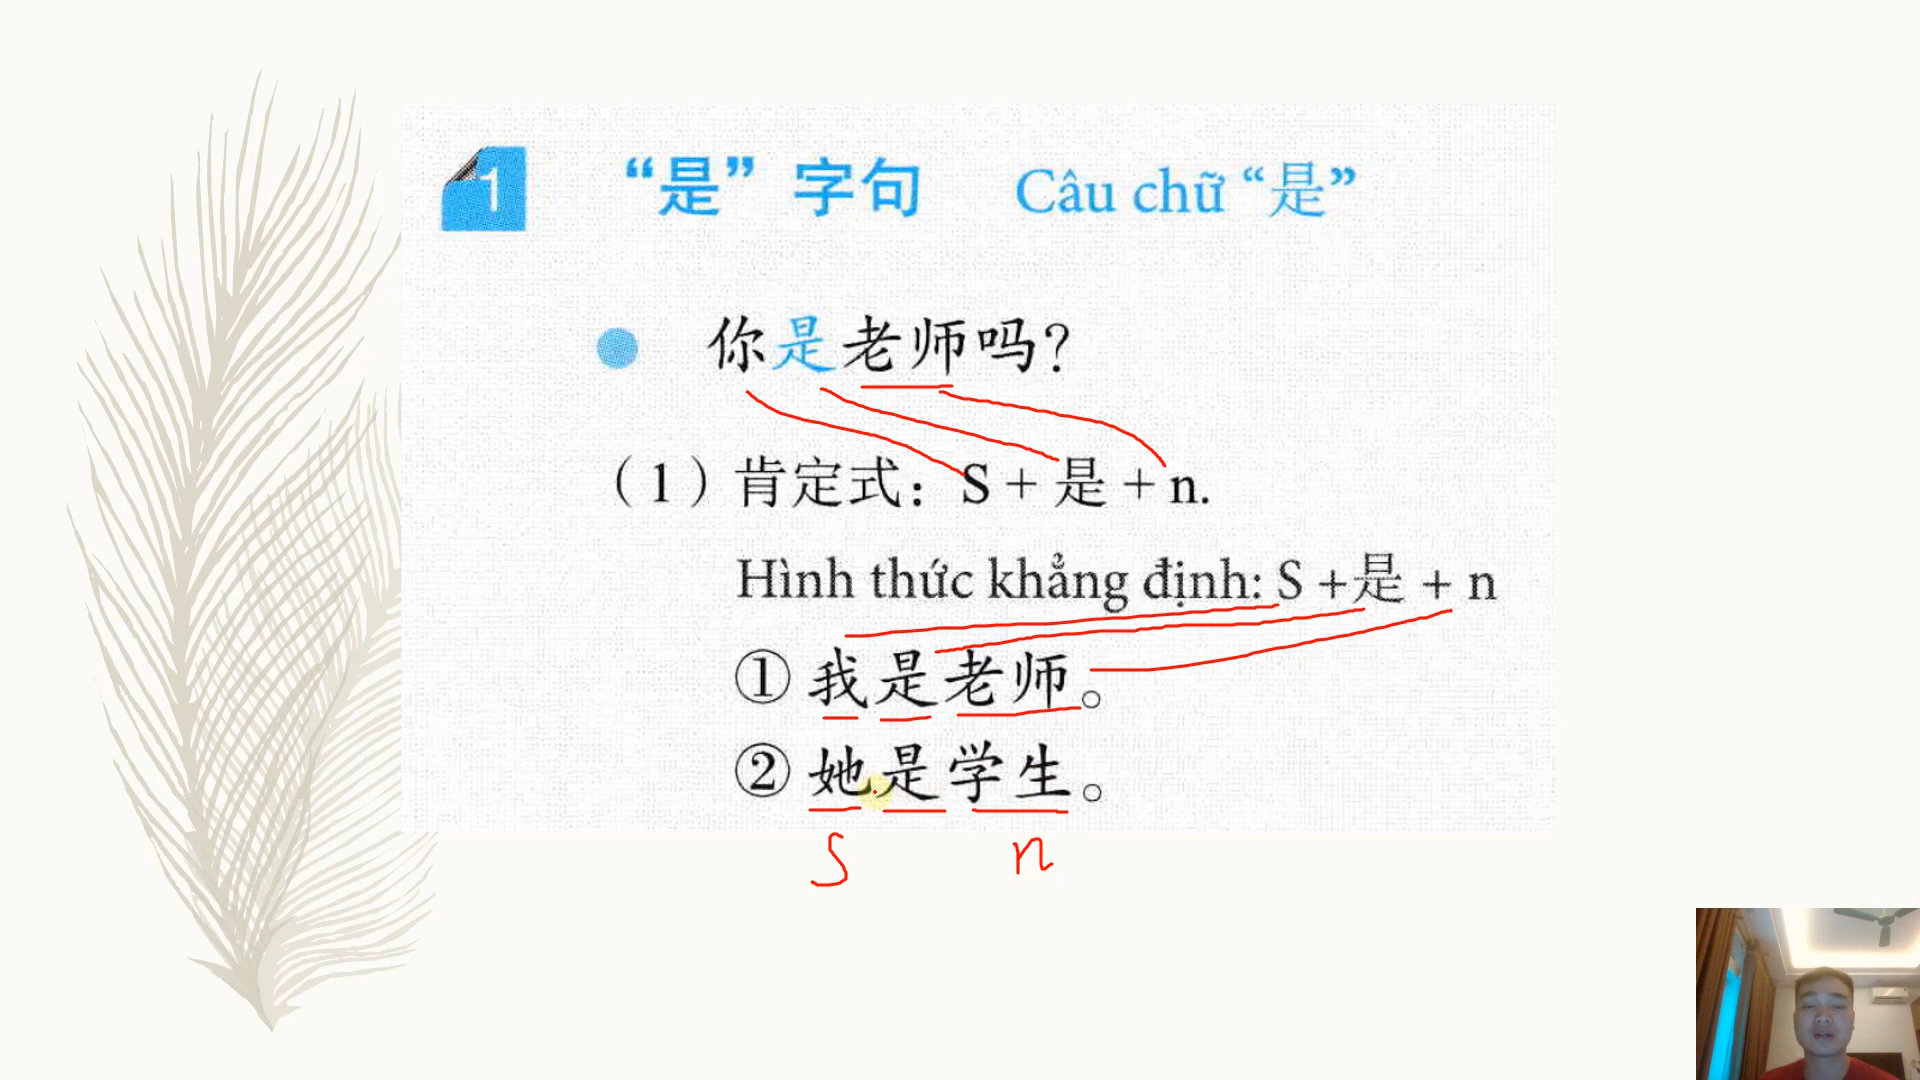 1 “是” 字句 Câu chữ “是”
你是老师吗?
(1) 肯定式: S + 是 + n.
Hình thức khẳng định: S +是 + n
① 我是老师。
② 她是学生。
S n